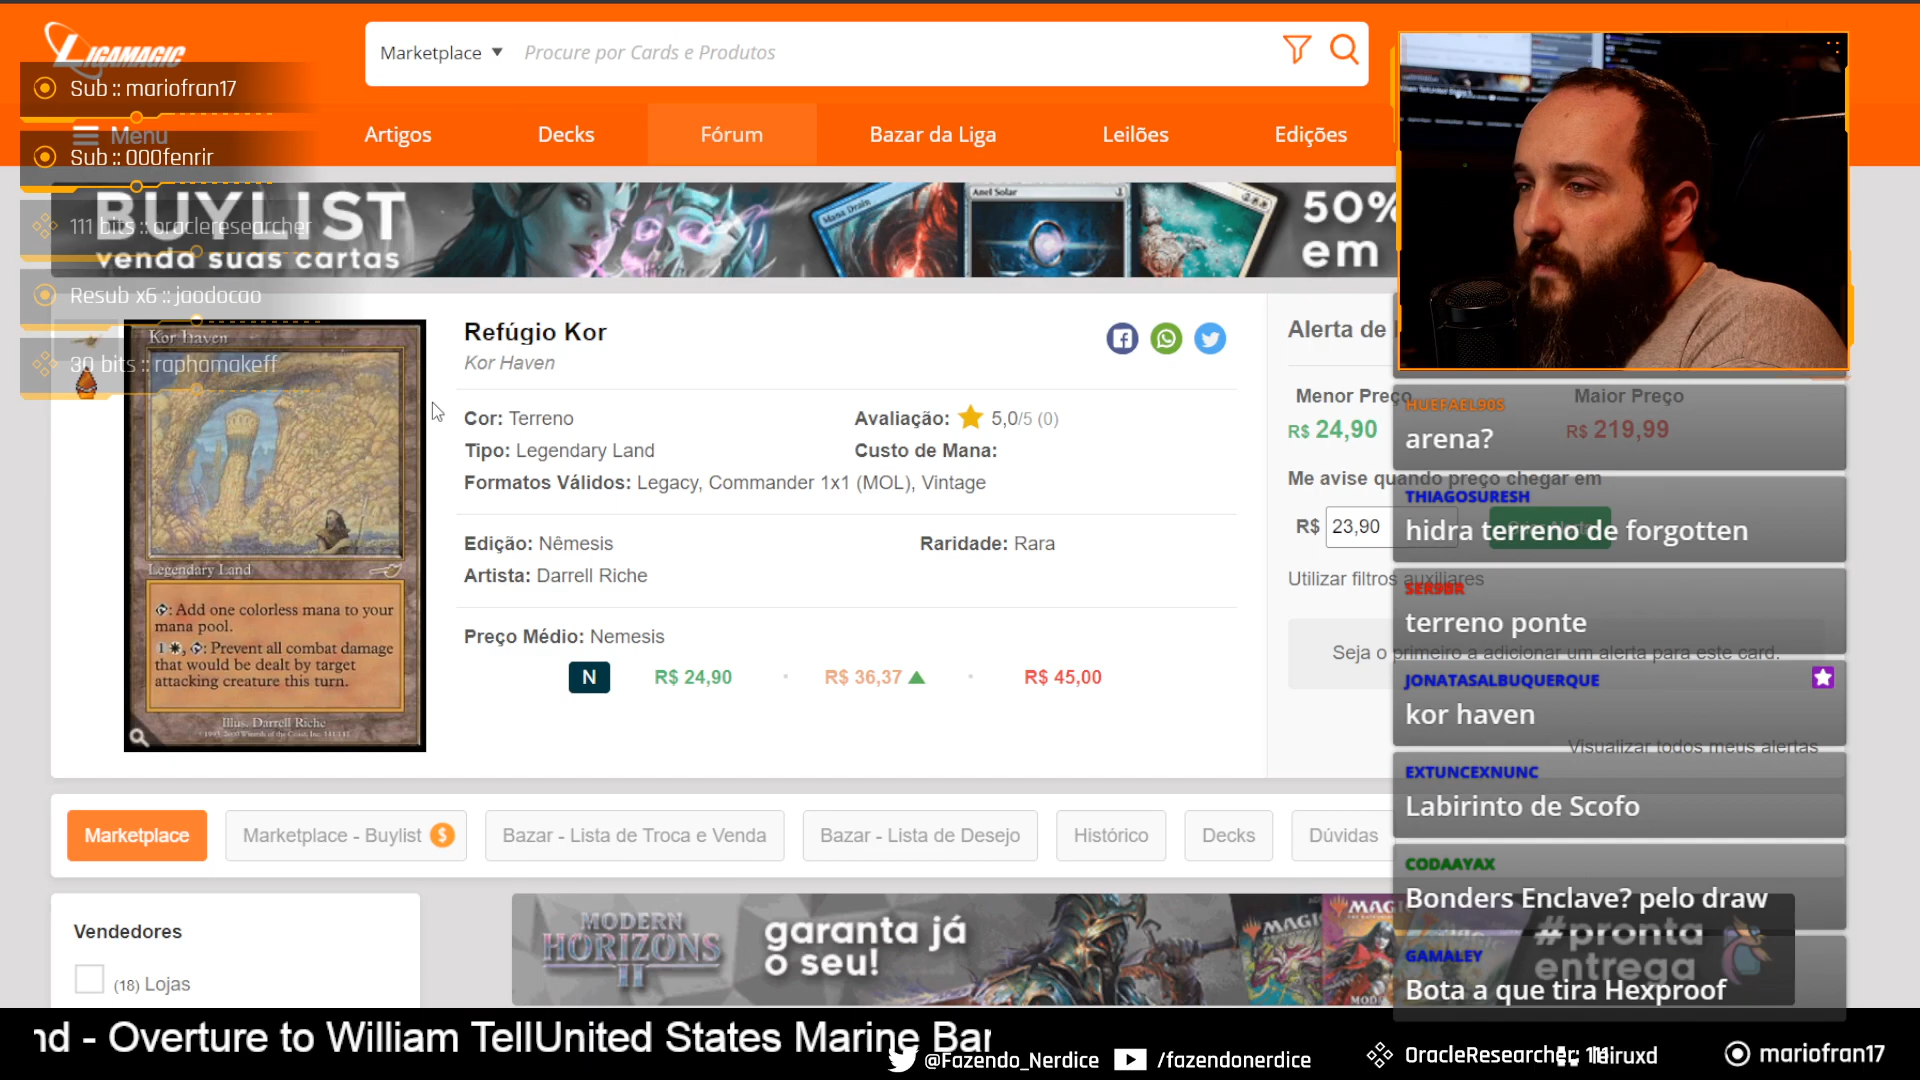 LIGAMAGIC
Marketplace
Procure por Cards e Produtos
Sub :: mariofran17
Menu
Artigos
Decks
Fórum
Bazar da Liga
Leilões
Edições
Sub :: 000fenrir
BUYLIST
venda suas cartas
Mana Drain
Anel Solar
50%
em
111 bits :: oracleresearcher
Resub x6 :: jaodocao
30 bits :: raphamakeff
Kor Haven
Legendary Land
: Add one colorless mana to your
mana pool.
1 , : Prevent all combat damage
that would be dealt by target
attacking creature this turn.
Illus. Darrell Riche
Refúgio Kor
Kor Haven
Cor: Terreno
Avaliação: 5,0/5 (0)
Tipo: Legendary Land
Custo de Mana:
Formatos Válidos: Legacy, Commander 1x1 (MOL), Vintage
Edição: Nêmesis
Raridade: Rara
Artista: Darrell Riche
Preço Médio: Nemesis
N
R$ 24,90
R$ 36,37
R$ 45,00
Alerta de
Menor Preço
Maior Preço
R$ 24,90
R$ 219,99
Me avise quando preço chegar em
R$ 23,90
Utilizar filtros auxiliares
Seja o primeiro a adicionar um alerta para este card.
Visualizar todos meus alertas
HUEFAEL905
arena?
THIAGOSURESH
hidra terreno de forgotten
SER9BR
terreno ponte
JONATASALBUQUERQUE
kor haven
EXTUNCEXNUNC
Labirinto de Scofo
CODAAYAX
Bonders Enclave? pelo draw
GAMALEY
Bota a que tira Hexproof
Marketplace
Marketplace - Buylist $
Bazar - Lista de Troca e Venda
Bazar - Lista de Desejo
Histórico
Decks
Dúvidas
Vendedores
(18) Lojas
MODERN
HORIZONS
II
garanta já
o seu!
#pronta
entrega
nd - Overture to William TellUnited States Marine Bar
@Fazendo_Nerdice
/fazendonerdice
OracleResearcher:
mariofran17